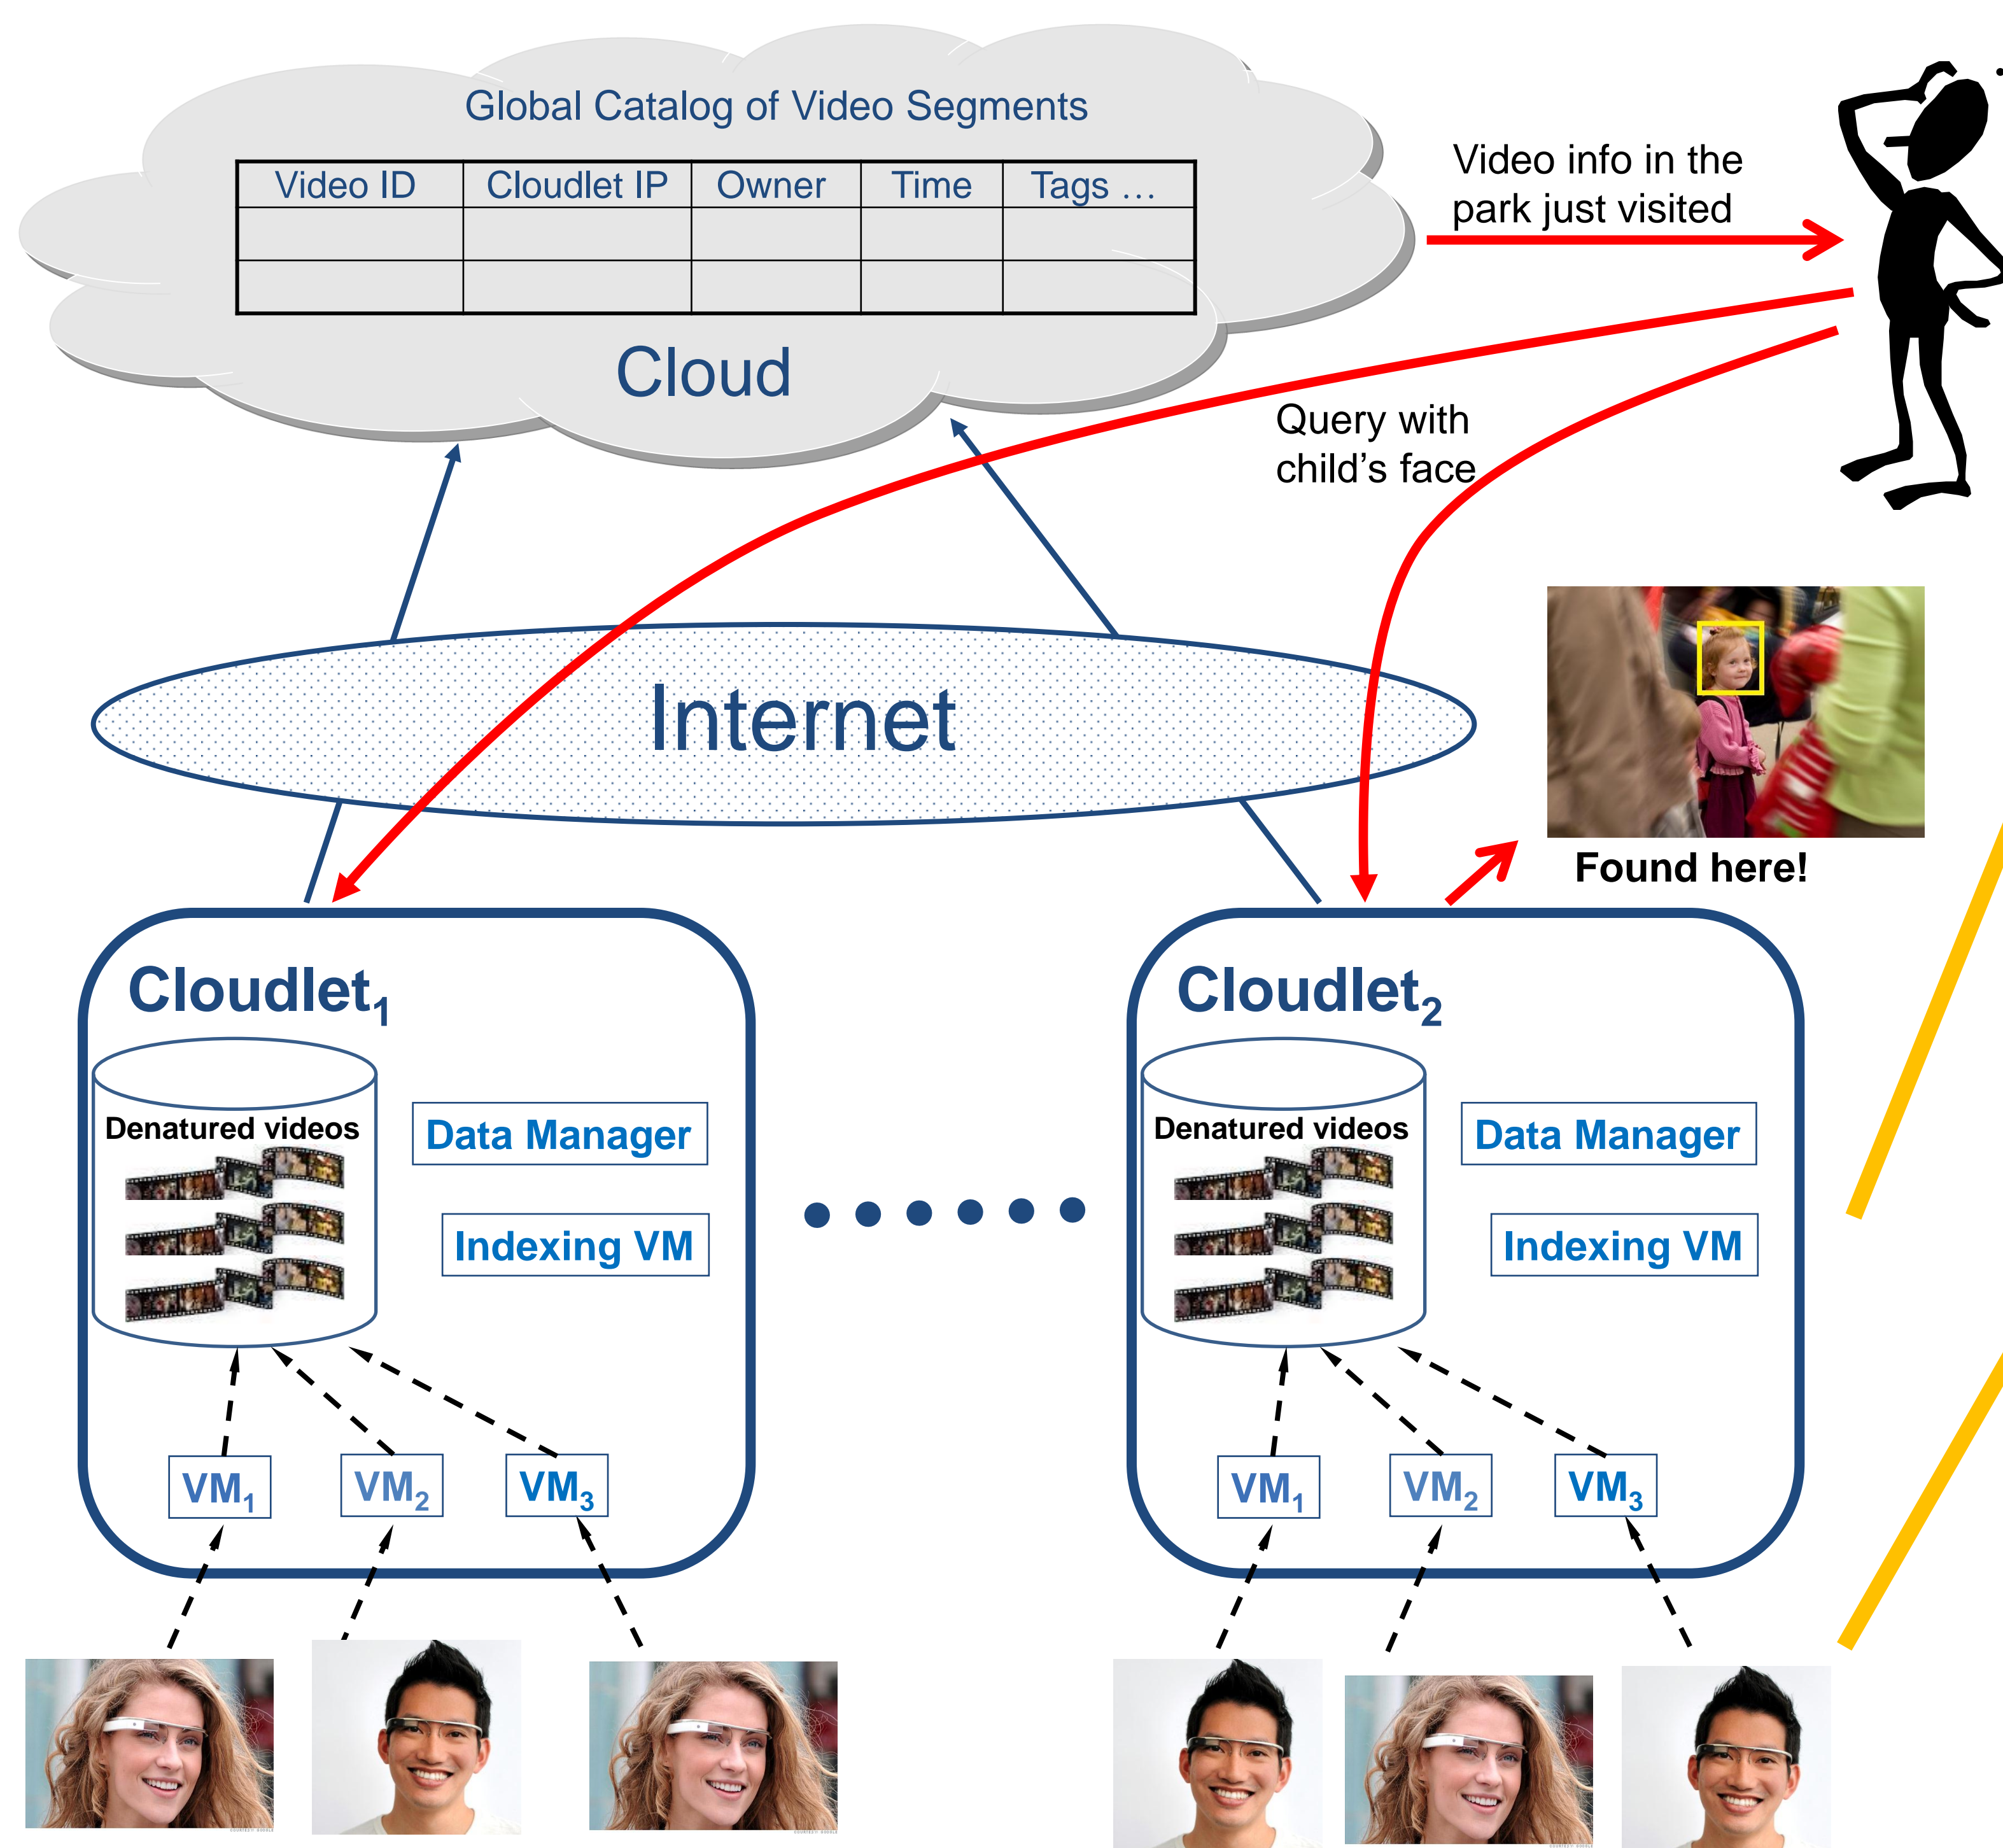 Global Catalog of Video Segments
Video ID Cloudlet IP Owner Time Tags …
Video info in the
park just visited
Cloud
Query with
child’s face
Internet
Found here!
Cloudlet1
Cloudlet2
Denatured videos
Data Manager
Indexing VM
Denatured videos
Data Manager
Indexing VM
VM1 VM2 VM3
VM1 VM2 VM3